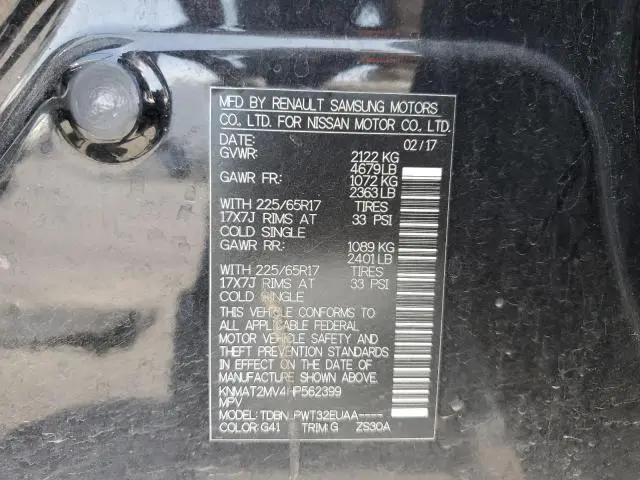 MFD BY RENAULT SAMSUNG MOTORS
CO., LTD. FOR NISSAN MOTOR CO., LTD.
DATE: 02/17
GVWR: 2122 KG
4679 LB
GAWR FR: 1072 KG
2363 LB
WITH 225/65R17 TIRES
17X7J RIMS AT 33 PSI
COLD SINGLE
GAWR RR: 1089 KG
2401 LB
WITH 225/65R17 TIRES
17X7J RIMS AT 33 PSI
COLD SINGLE
THIS VEHICLE CONFORMS TO
ALL APPLICABLE FEDERAL
MOTOR VEHICLE SAFETY AND
THEFT PREVENTION STANDARDS
IN EFFECT ON THE DATE OF
MANUFACTURE SHOWN ABOVE
KNMAT2MV4HP562399
MPV
MODEL: TDBN PWT32EUAA----
COLOR: G41 TRIM: G ZS30A